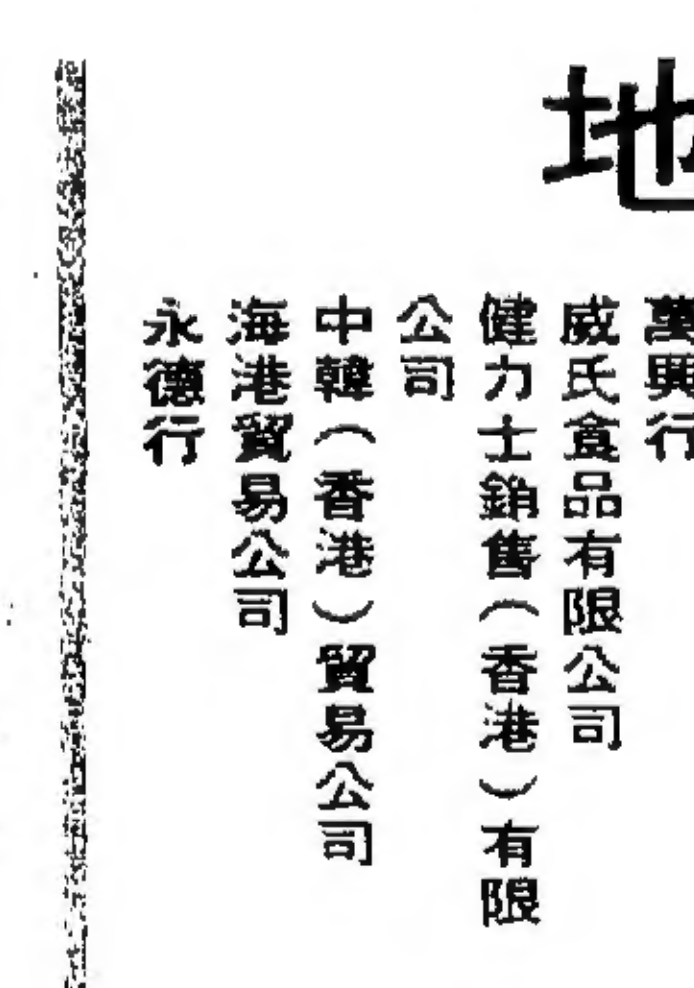 地
萬興行
威氏食品有限公司
健力士銷售（香港）有限
公司
中韓（香港）貿易公司
海港貿易公司
永德行